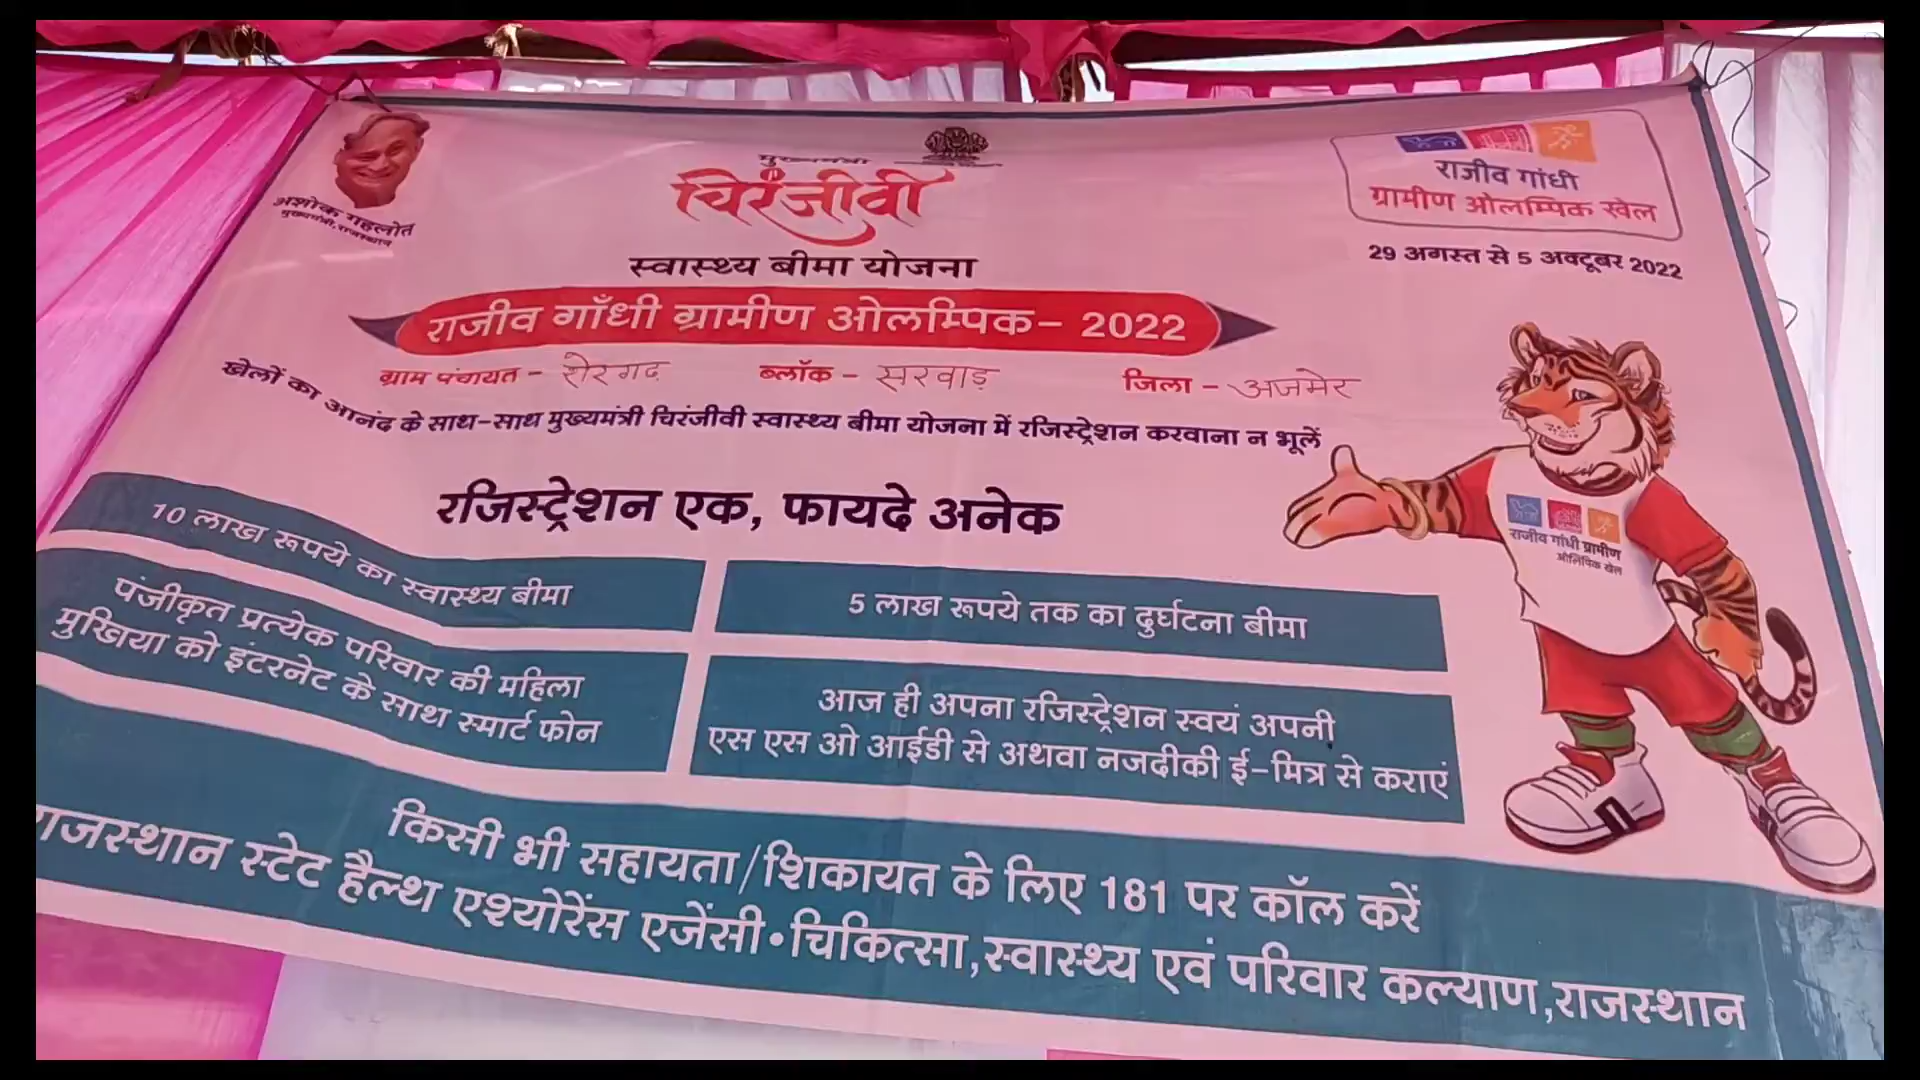 अशोक गहलोत
मुख्यमंत्री, राजस्थान
मुख्यमंत्री
चिरंजीवी
स्वास्थ्य बीमा योजना
राजीव गांधी
ग्रामीण ओलम्पिक खेल
29 अगस्त से 5 अक्टूबर 2022
राजीव गाँधी ग्रामीण ओलम्पिक- 2022
ग्राम पंचायत - शेरगढ ब्लॉक - सरवाड़ जिला - अजमेर
खेलों का आनंद के साथ-साथ मुख्यमंत्री चिरंजीवी स्वास्थ्य बीमा योजना में रजिस्ट्रेशन करवाना न भूलें
रजिस्ट्रेशन एक, फायदे अनेक
राजीव गांधी ग्रामीण
ओलिंपिक खेल
10 लाख रूपये का स्वास्थ्य बीमा
5 लाख रूपये तक का दुर्घटना बीमा
पंजीकृत प्रत्येक परिवार की महिला
मुखिया को इंटरनेट के साथ स्मार्ट फोन
आज ही अपना रजिस्ट्रेशन स्वयं अपनी
एस एस ओ आईडी से अथवा नजदीकी ई-मित्र से कराएं
किसी भी सहायता/शिकायत के लिए 181 पर कॉल करें
राजस्थान स्टेट हैल्थ एश्योरेंस एजेंसी•चिकित्सा,स्वास्थ्य एवं परिवार कल्याण,राजस्थान